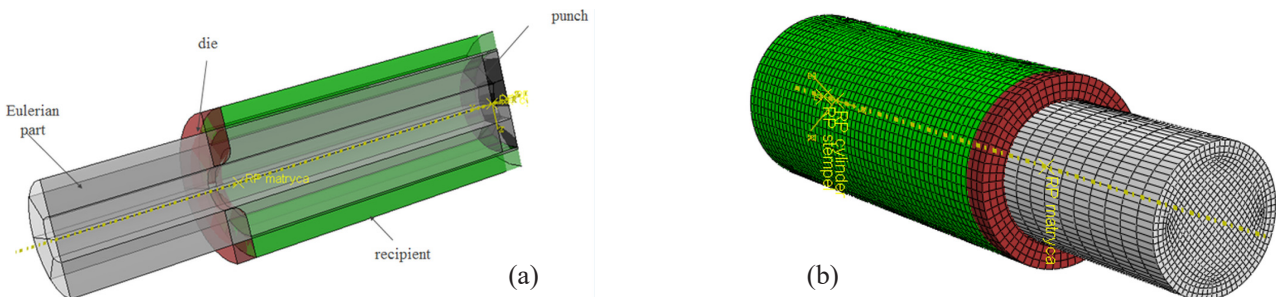 punch
die
Eulerian
part
RP matryca
recipient
(a)
RP cylinder
RP stempel
RP matryca
(b)